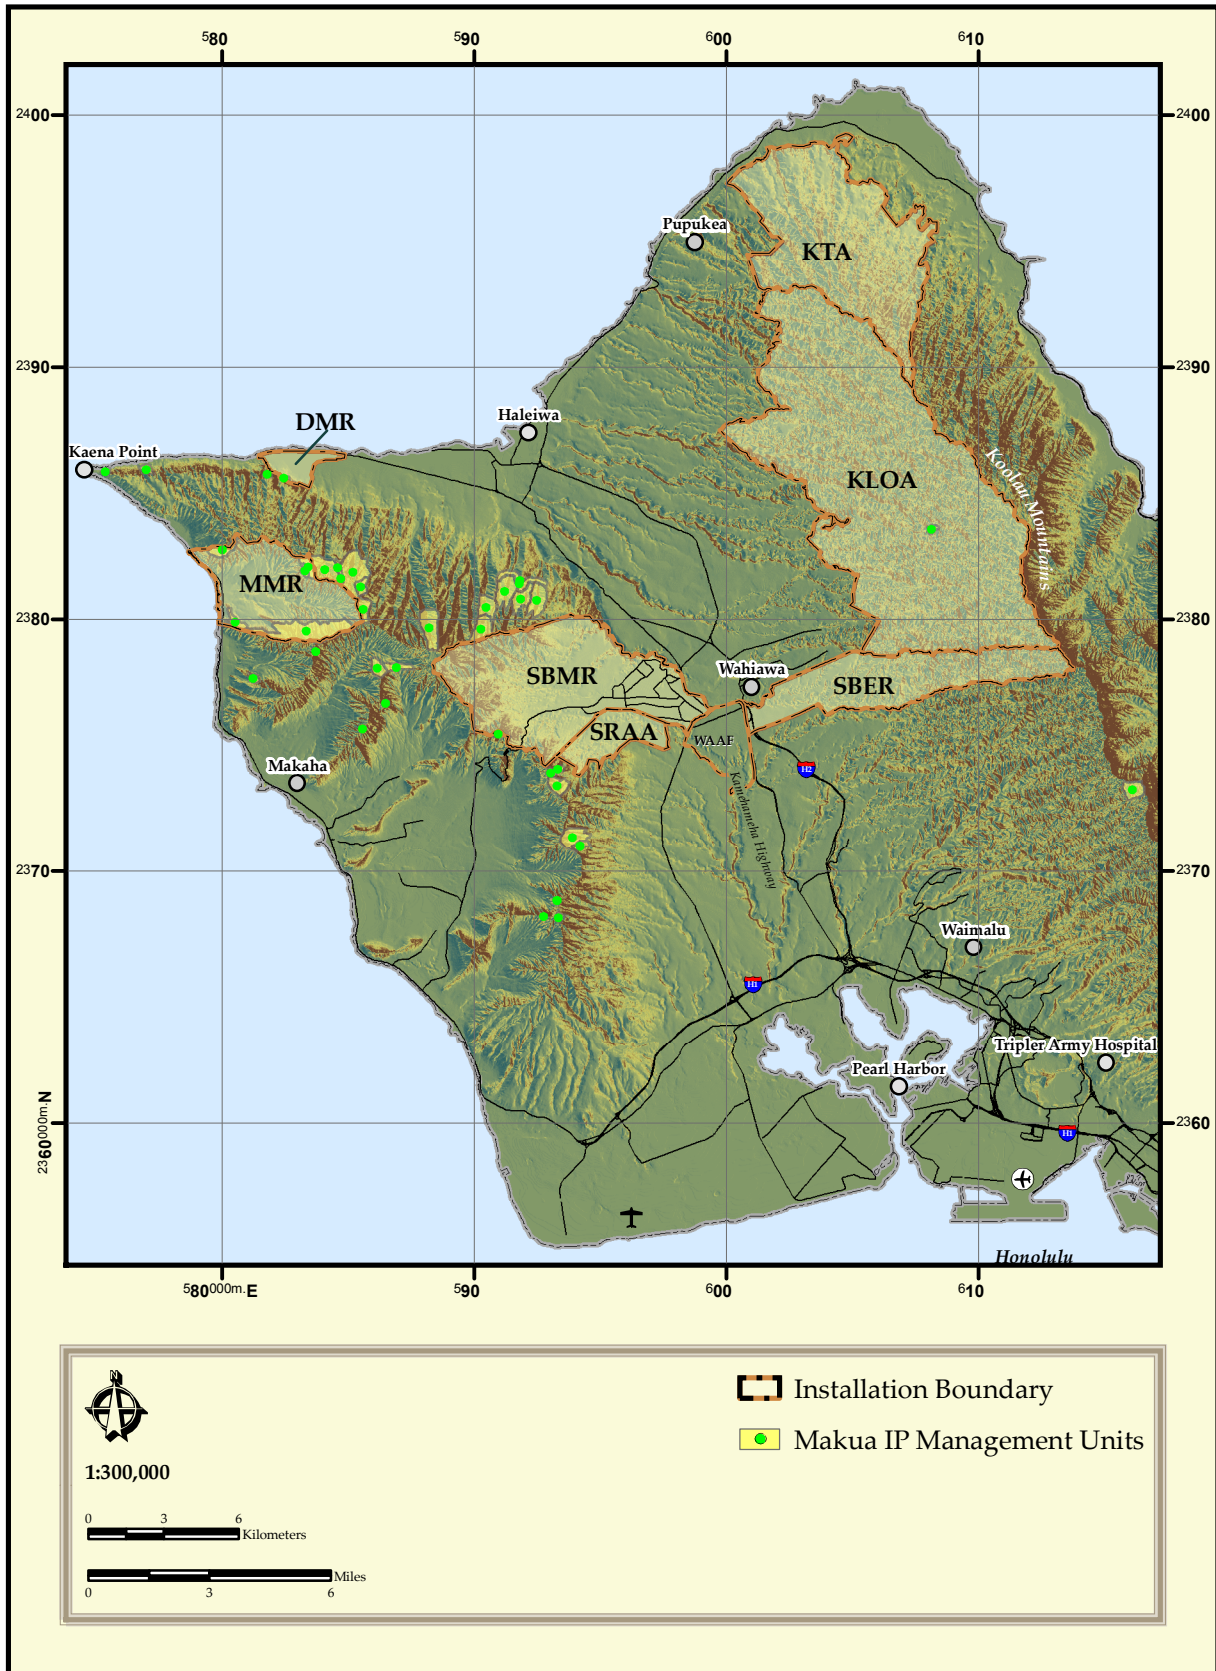 580 590 600 610
2400 2400
Pupukea
KTA
2390 2390
Haleiwa
DMR
Kaena Point
KLOA
Koolau Mountains
MMR
2380 2380
Wahiawa
SBMR
SBER
SRAA
WAAF
Makaha
H2
Kamehameha Highway
2370 2370
Waimalu
H1
Tripler Army Hospital
Pearl Harbor
2360000m.N 2360
H1
Honolulu
580000m.E 590 600 610
N
Installation Boundary
Makua IP Management Units
1:300,000
0 3 6
Kilometers
Miles
0 3 6